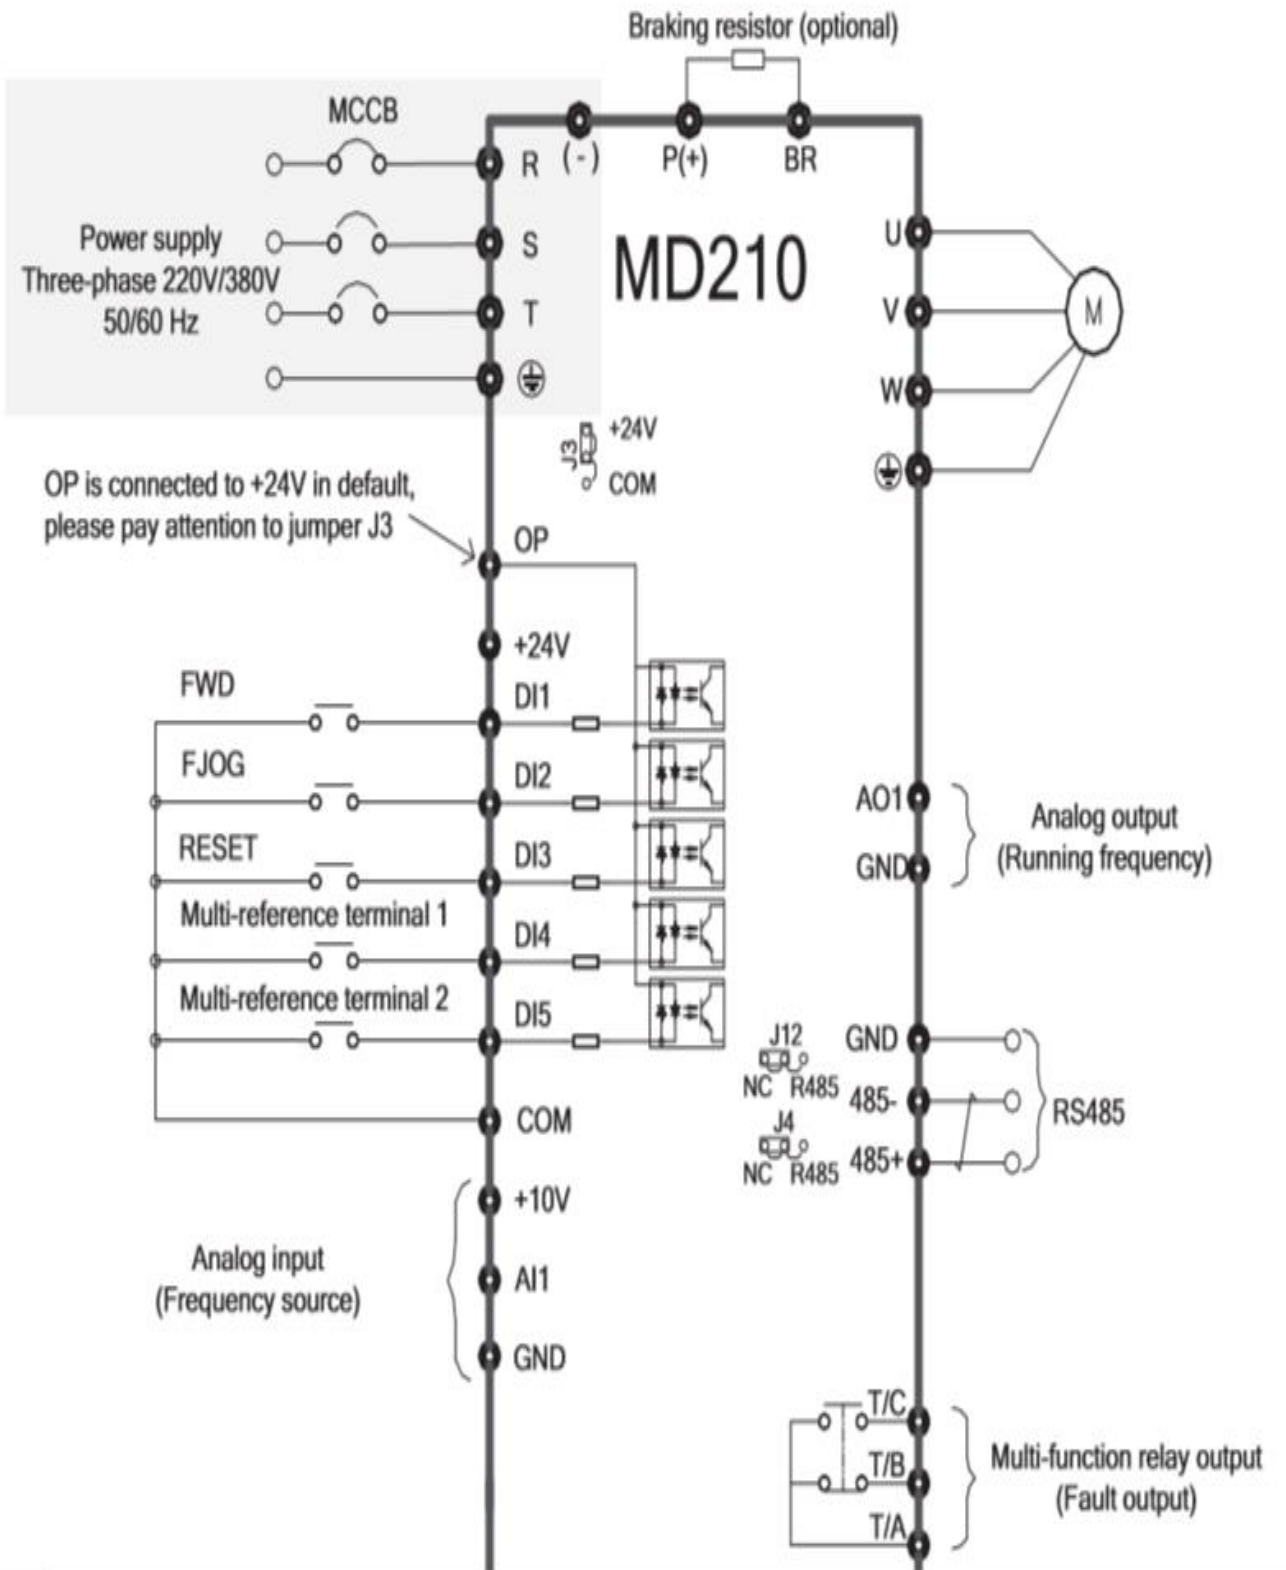 Braking resistor (optional)
MCCB
R
(-)
P(+)
BR
Power supply
Three-phase 220V/380V
50/60 Hz
S
T
MD210
U
V
W
M
J3
+24V
COM
OP is connected to +24V in default,
please pay attention to jumper J3
OP
+24V
FWD
DI1
FJOG
DI2
RESET
DI3
Multi-reference terminal 1
DI4
Multi-reference terminal 2
DI5
COM
AO1
GND
Analog output
(Running frequency)
J12
NC R485
GND
485-
J4
NC R485
485+
RS485
+10V
Analog input
(Frequency source)
AI1
GND
T/C
T/B
T/A
Multi-function relay output
(Fault output)